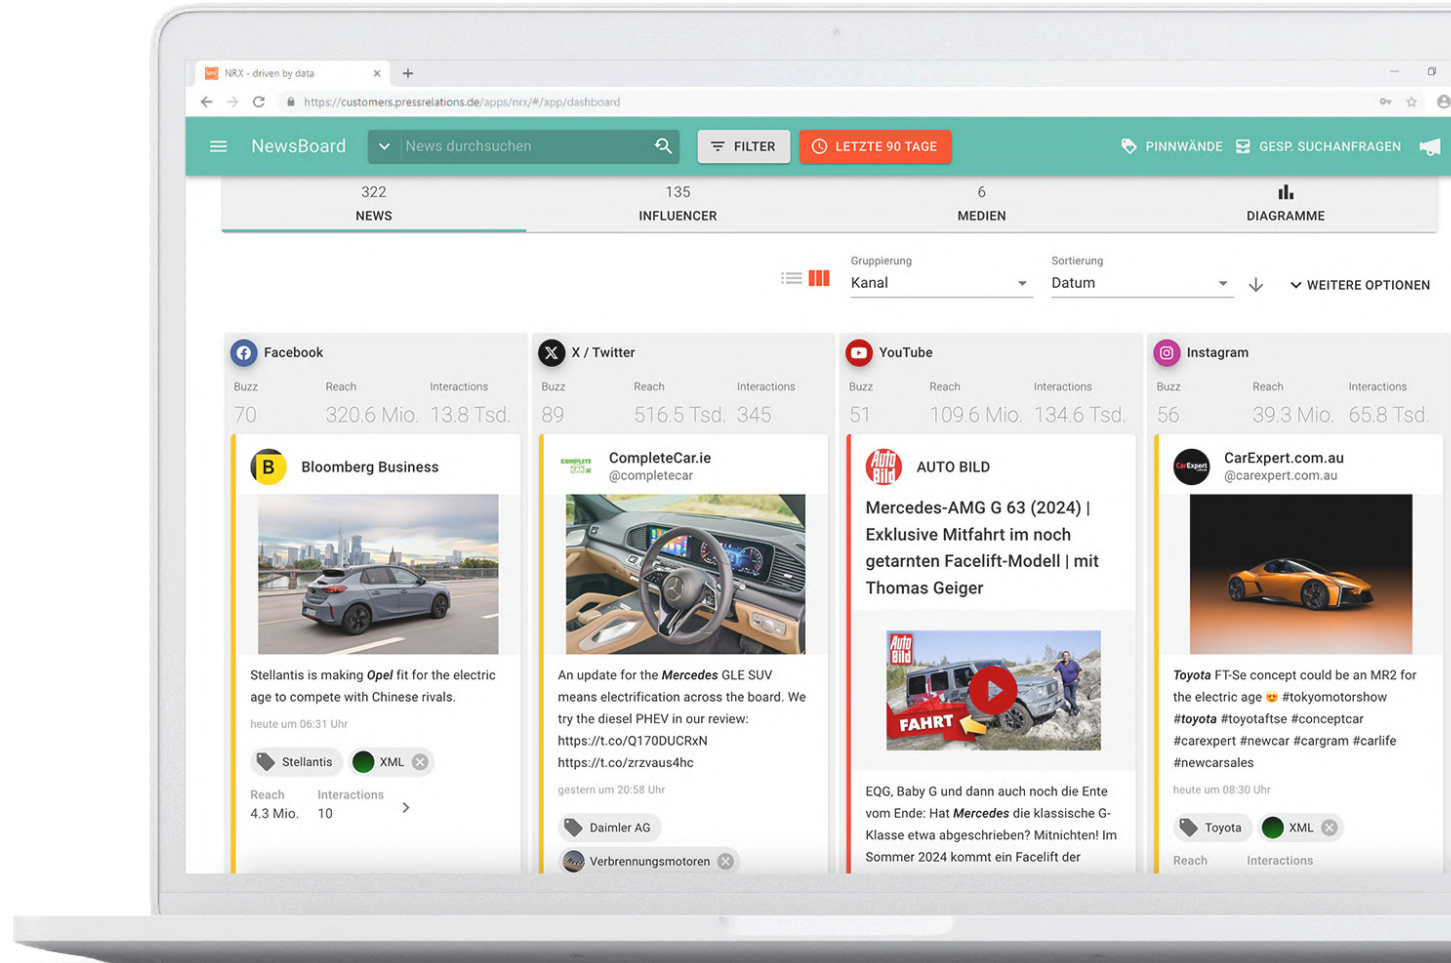 NRX - driven by data
https://customers.pressrelations.de/apps/nrx/#/app/dashboard
NewsBoard
News durchsuchen
FILTER
LETZTE 90 TAGE
PINNWÄNDE
GESP. SUCHANFRAGEN
322
NEWS
135
INFLUENCER
6
MEDIEN
DIAGRAMME
Gruppierung
Kanal
Sortierung
Datum
WEITERE OPTIONEN
Facebook
Buzz Reach Interactions
70 320.6 Mio. 13.8 Tsd.
B
Bloomberg Business
Stellantis is making Opel fit for the electric
age to compete with Chinese rivals.
heute um 06:31 Uhr
Stellantis
XML
Reach Interactions
4.3 Mio. 10
X / Twitter
Buzz Reach Interactions
89 516.5 Tsd. 345
COMPLETE
CAR.ie
CompleteCar.ie
@completecar
An update for the Mercedes GLE SUV
means electrification across the board. We
try the diesel PHEV in our review:
https://t.co/Q170DUCRxN
https://t.co/zrzvaus4hc
gestern um 20:58 Uhr
Daimler AG
Verbrennungsmotoren
YouTube
Buzz Reach Interactions
51 109.6 Mio. 134.6 Tsd.
Auto
Bild
AUTO BILD
Mercedes-AMG G 63 (2024) |
Exklusive Mitfahrt im noch
getarnten Facelift-Modell | mit
Thomas Geiger
Auto
Bild
FAHRT
EQG, Baby G und dann auch noch die Ente
vom Ende: Hat Mercedes die klassische G-
Klasse etwa abgeschrieben? Mitnichten! Im
Sommer 2024 kommt ein Facelift der
Instagram
Buzz Reach Interactions
56 39.3 Mio. 65.8 Tsd.
CarExpert
CarExpert.com.au
@carexpert.com.au
Toyota FT-Se concept could be an MR2 for
the electric age 😍 #tokyomotorshow
#toyota #toyotaftse #conceptcar
#carexpert #newcar #cargram #carlife
#newcarsales
heute um 08:30 Uhr
Toyota
XML
Reach Interactions